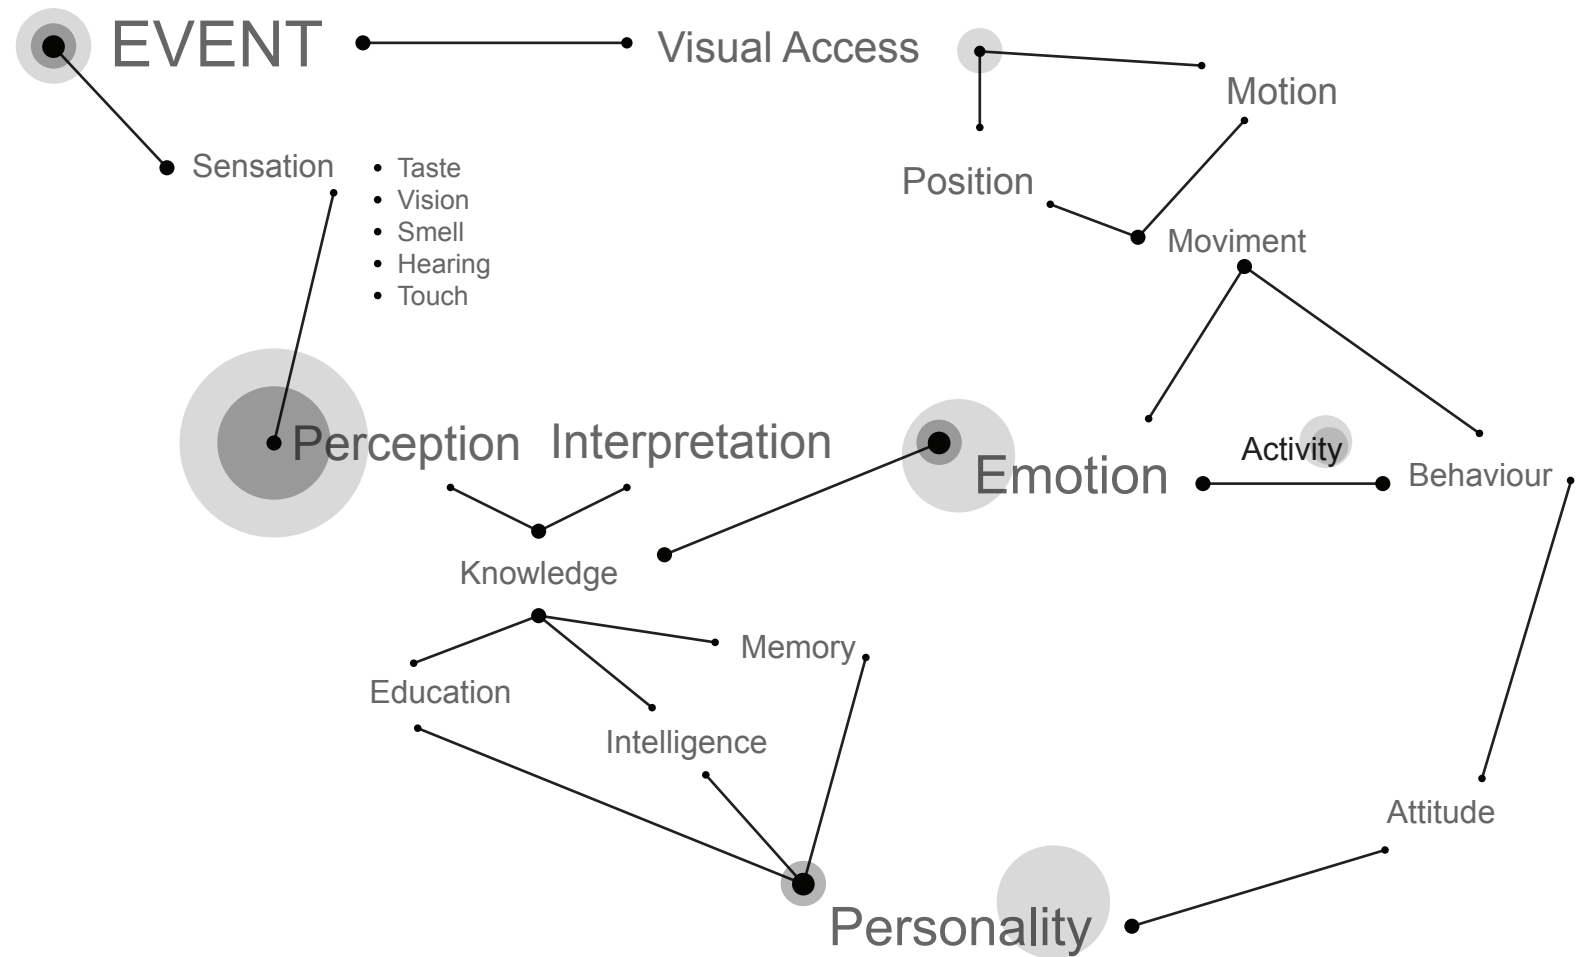 EVENT
Visual Access
Motion
Sensation
• Taste
• Vision
• Smell
• Hearing
• Touch
Position
Moviment
Perception
Interpretation
Emotion
Activity
Behaviour
Knowledge
Memory
Education
Intelligence
Attitude
Personality